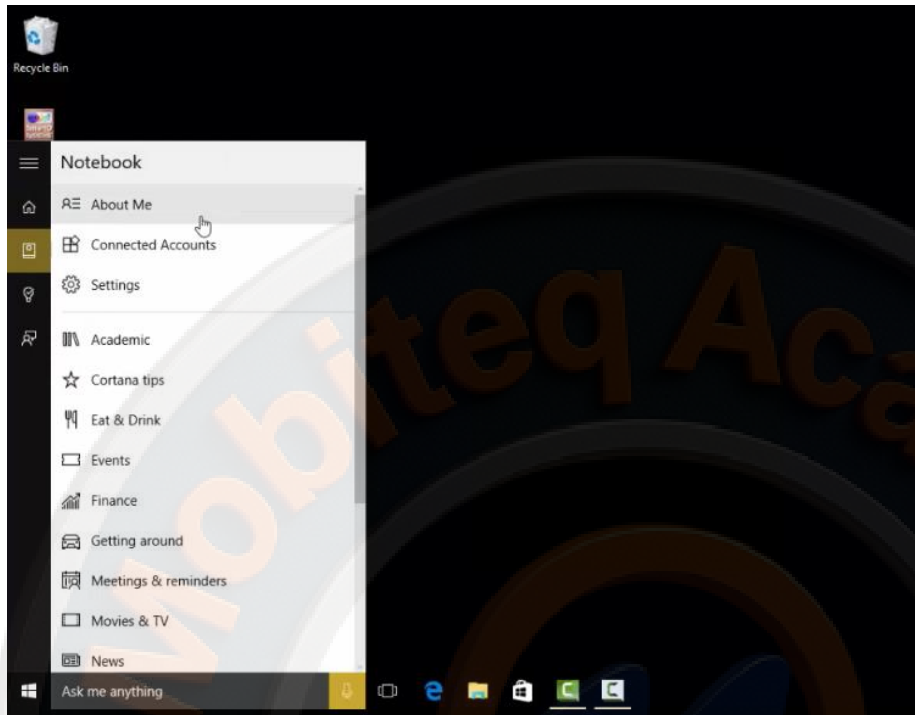 Recycle Bin
Notebook
About Me
Connected Accounts
Settings
Academic
Cortana tips
Eat & Drink
Events
Finance
Getting around
Meetings & reminders
Movies & TV
News
Ask me anything
Mobiteq Aca